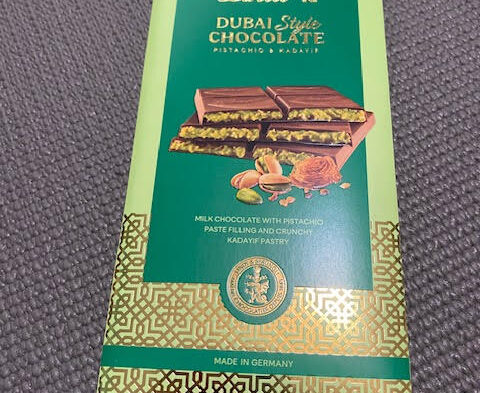 DUBAI Style
CHOCOLATE
PISTACHIO & KADAYIF
MILK CHOCOLATE WITH PISTACHIO
PASTE FILLING AND CRUNCHY
KADAYIF PASTRY
MADE IN GERMANY